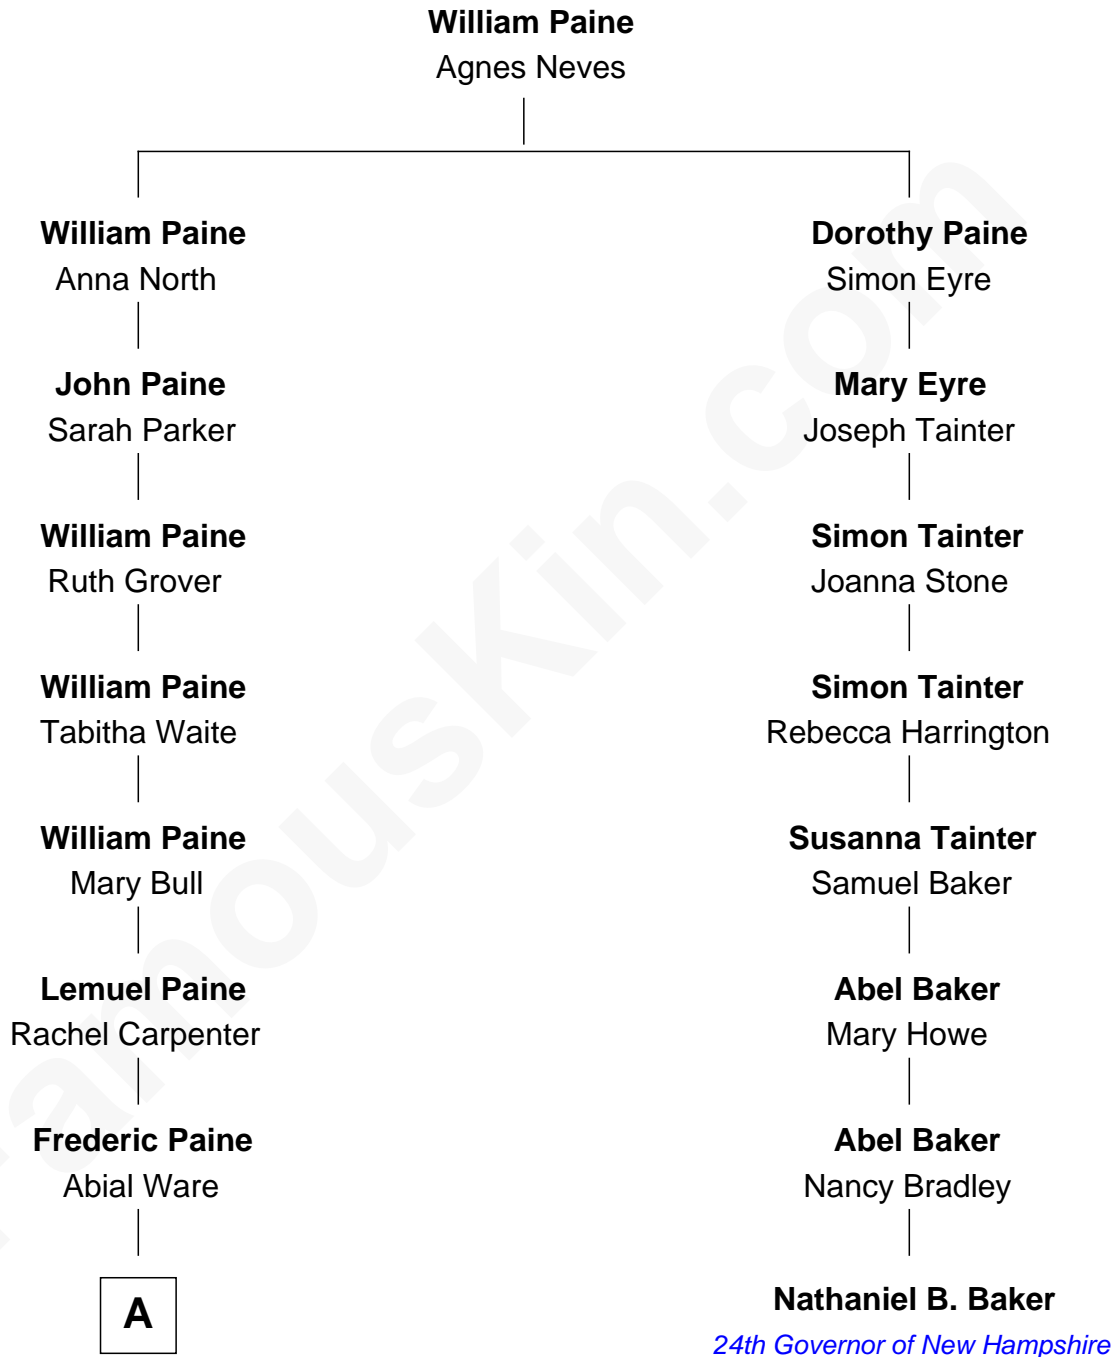 William Paine
Agnes Neves
William Paine
Anna North
Dorothy Paine
Simon Eyre
John Paine
Sarah Parker
Mary Eyre
Joseph Tainter
William Paine
Ruth Grover
Simon Tainter
Joanna Stone
William Paine
Tabitha Waite
Simon Tainter
Rebecca Harrington
William Paine
Mary Bull
Susanna Tainter
Samuel Baker
Lemuel Paine
Rachel Carpenter
Abel Baker
Mary Howe
Frederic Paine
Abial Ware
Abel Baker
Nancy Bradley
A
Nathaniel B. Baker
24th Governor of New Hampshire
FamousKin.com